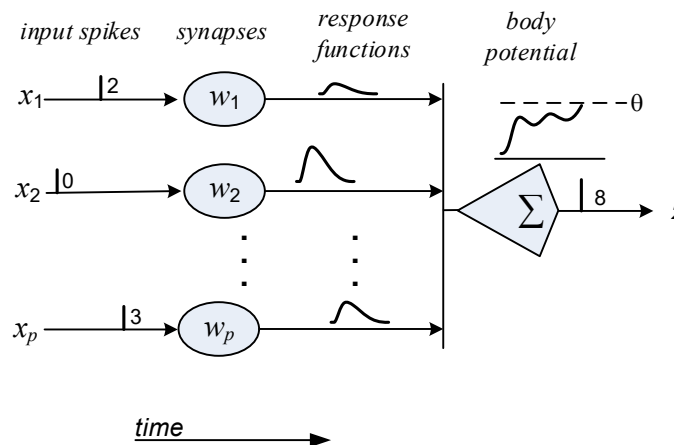 input spikes synapses response functions body potential
x1 2 w1 θ
x2 0 w2 Σ 8
xp 3 wp
time